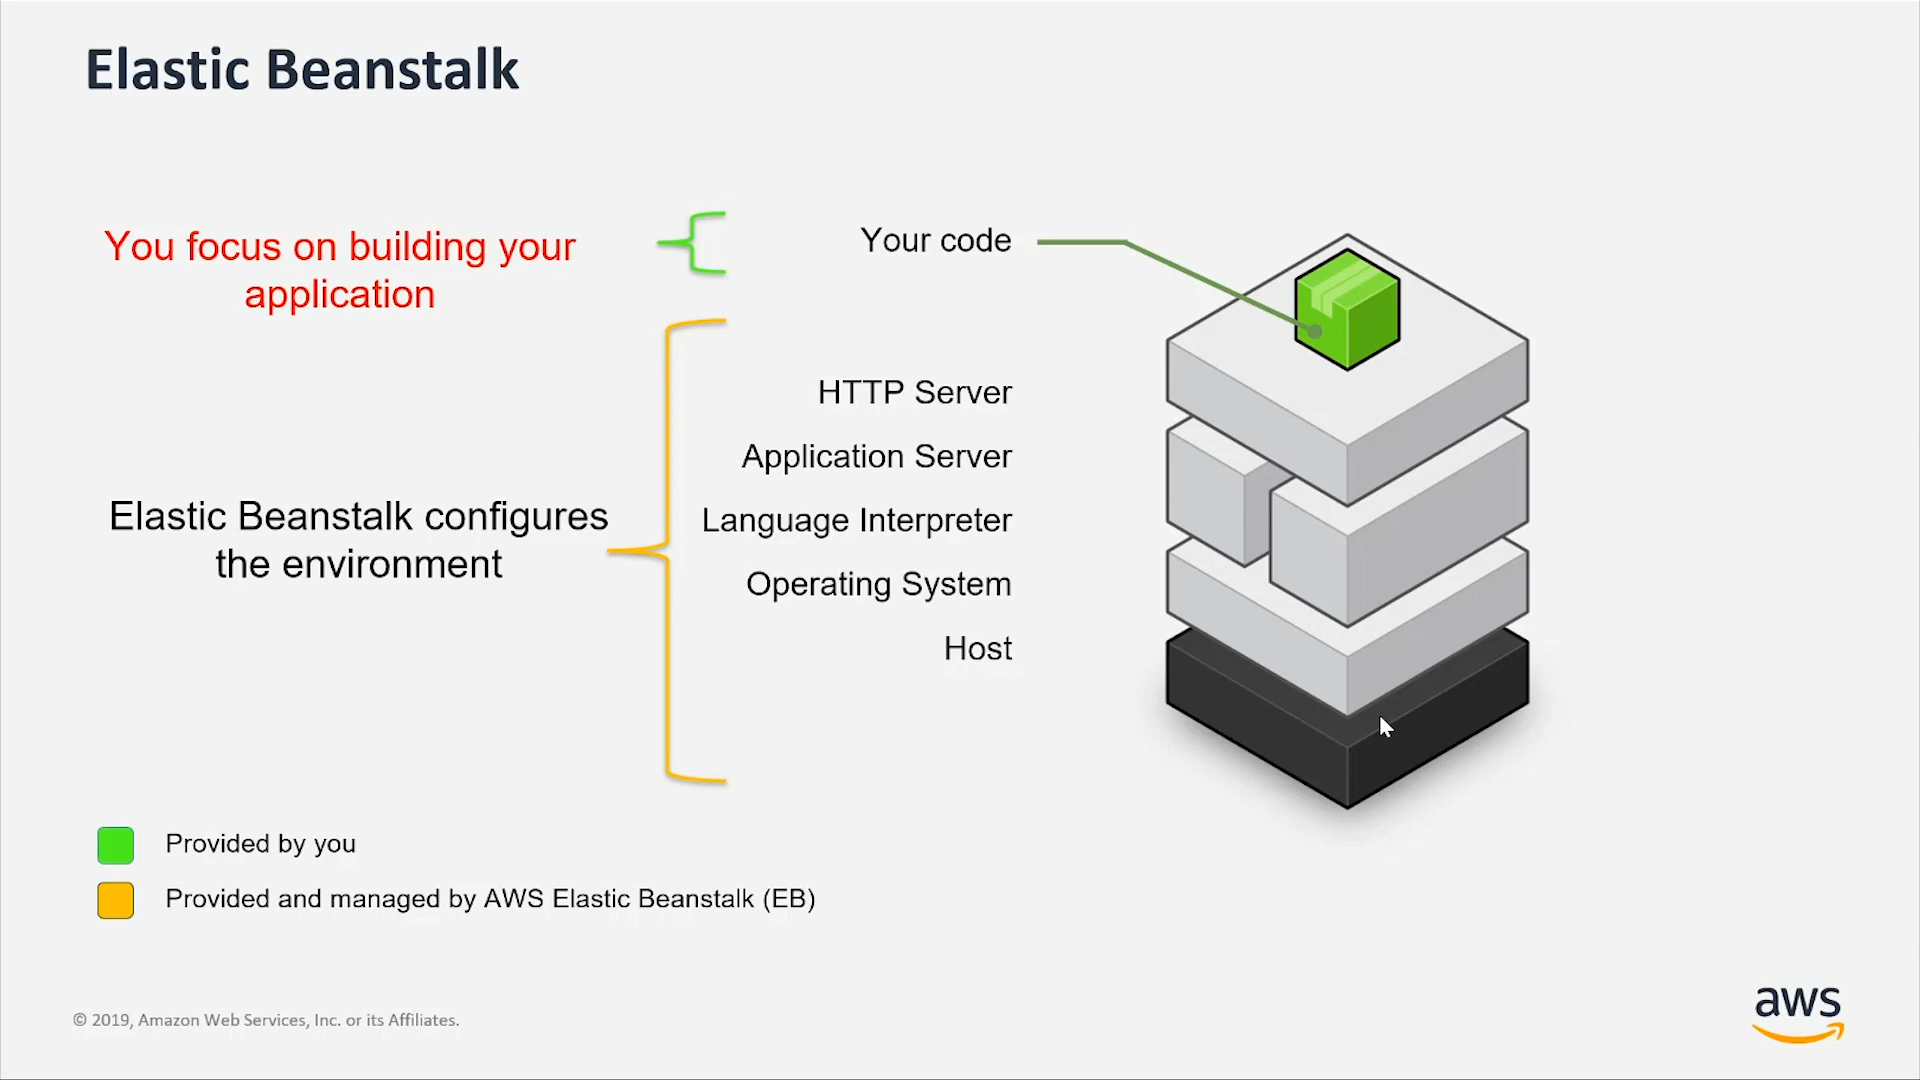 Elastic Beanstalk
You focus on building your
application
Your code
HTTP Server
Application Server
Language Interpreter
Operating System
Host
Elastic Beanstalk configures
the environment
Provided by you
Provided and managed by AWS Elastic Beanstalk (EB)
© 2019, Amazon Web Services, Inc. or its Affiliates.
aws